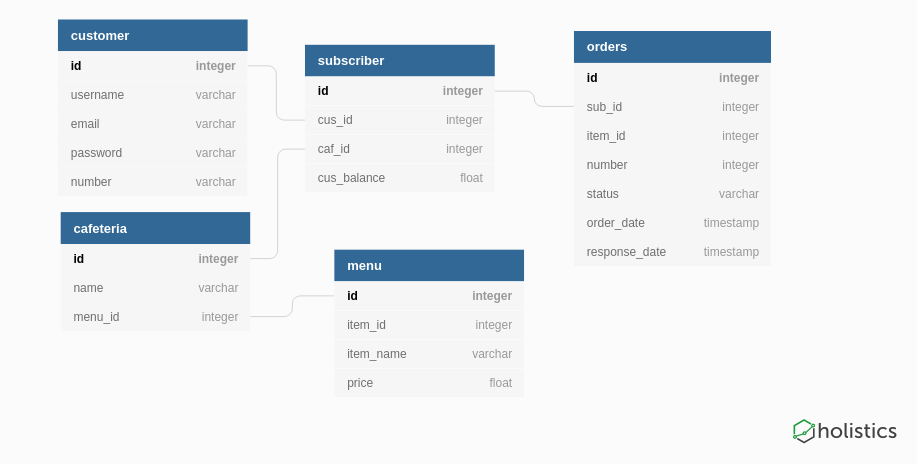 customer
id integer
username varchar
email varchar
password varchar
number varchar
subscriber
id integer
cus_id integer
caf_id integer
cus_balance float
orders
id integer
sub_id integer
item_id integer
number integer
status varchar
order_date timestamp
response_date timestamp
cafeteria
id integer
name varchar
menu_id integer
menu
id integer
item_id integer
item_name varchar
price float
holistics